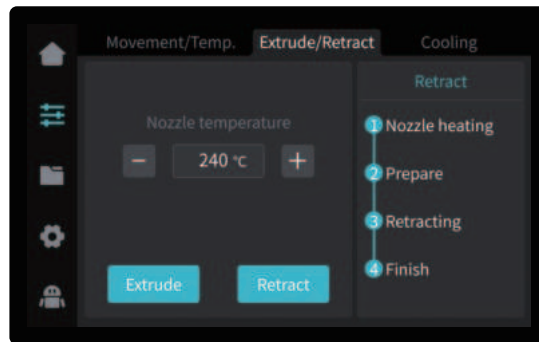 Movement/Temp. Extrude/Retract Cooling
Nozzle temperature
− 240 °C +
Extrude Retract
Retract
1 Nozzle heating
2 Prepare
3 Retracting
4 Finish